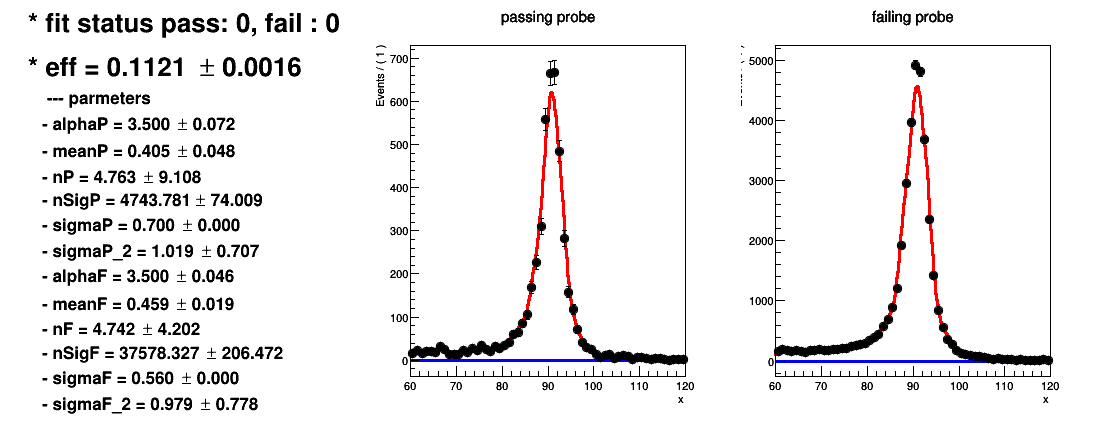 * fit status pass: 0, fail : 0
* eff = 0.1121 ± 0.0016
--- parmeters
- alphaP = 3.500 ± 0.072
- meanP = 0.405 ± 0.048
- nP = 4.763 ± 9.108
- nSigP = 4743.781 ± 74.009
- sigmaP = 0.700 ± 0.000
- sigmaP_2 = 1.019 ± 0.707
- alphaF = 3.500 ± 0.046
- meanF = 0.459 ± 0.019
- nF = 4.742 ± 4.202
- nSigF = 37578.327 ± 206.472
- sigmaF = 0.560 ± 0.000
- sigmaF_2 = 0.979 ± 0.778
passing probe
Events / ( 1 )
700
600
500
400
300
200
100
0
60 70 80 90 100 110 120
x
failing probe
5000
4000
3000
2000
1000
0
60 70 80 90 100 110 120
x